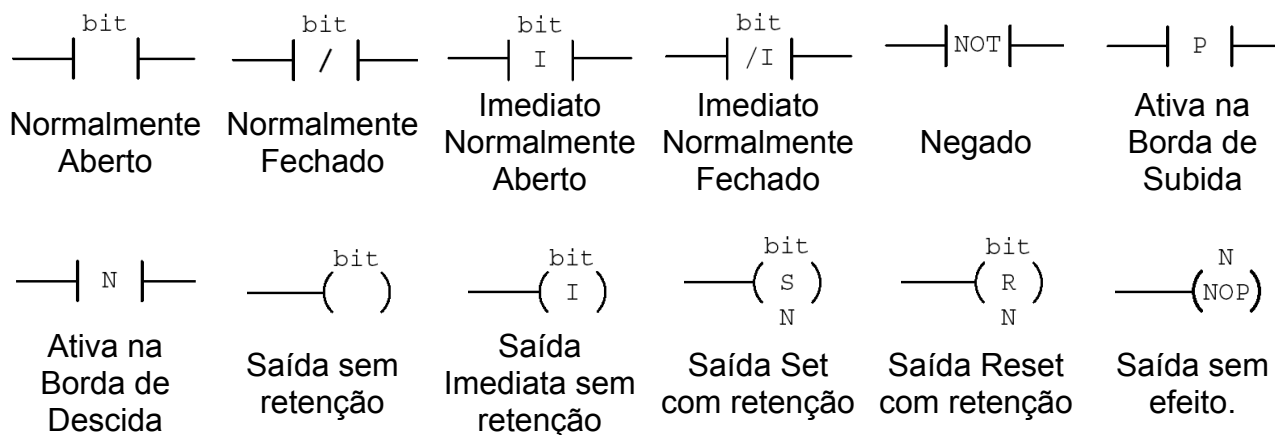 bit bit bit bit
/ I /I NOT P
Normalmente Aberto
Normalmente Fechado
Imediato Normalmente Aberto
Imediato Normalmente Fechado
Negado
Ativa na Borda de Subida
bit bit bit bit N
N I S R NOP
N N
Ativa na Borda de Descida
Saída sem retenção
Saída Imediata sem retenção
Saída Set com retenção
Saída Reset com retenção
Saída sem efeito.